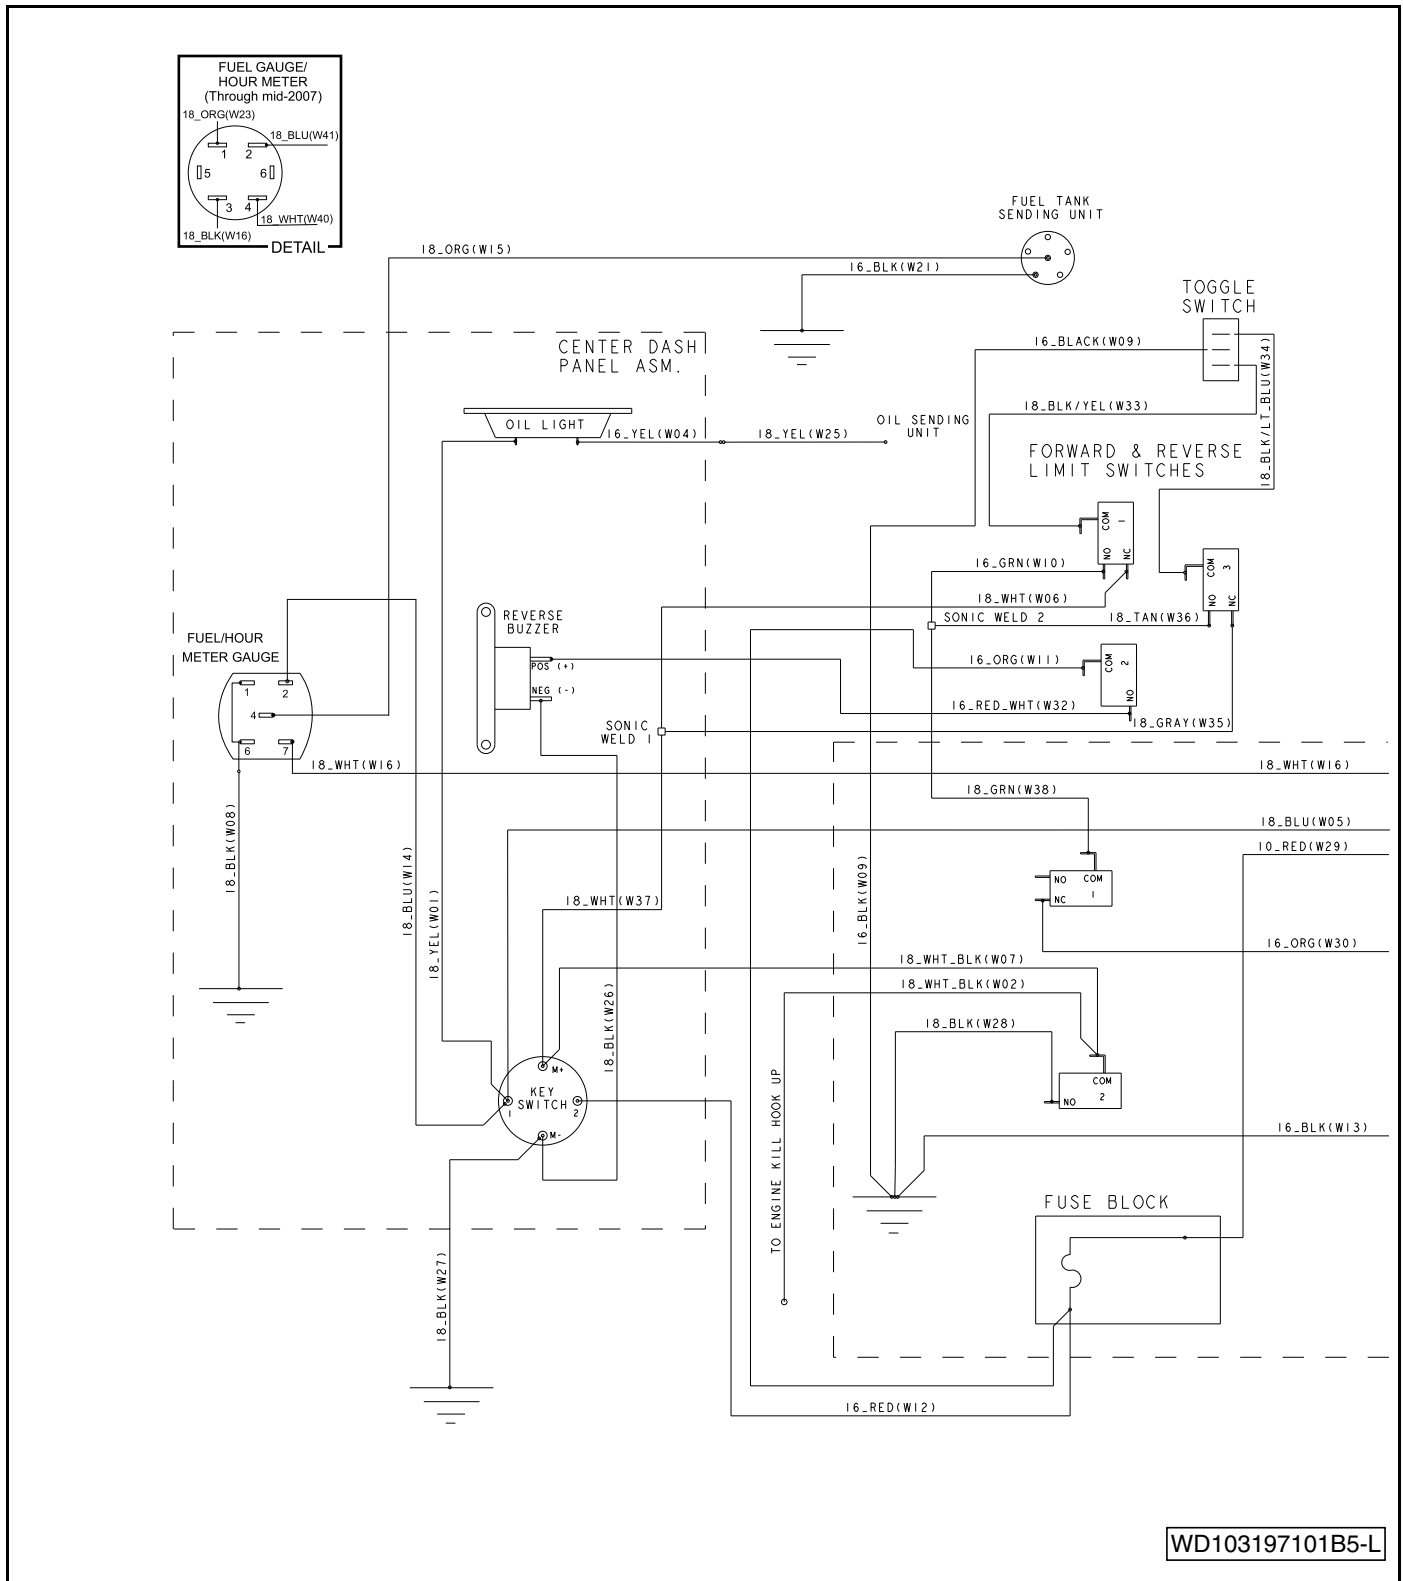 FUEL GAUGE/
HOUR METER
(Through mid-2007)
18_ORG(W23)
18_BLU(W41)
1
2
5
6
3
4
18_WHT(W40)
18_BLK(W16)
DETAIL
FUEL TANK
SENDING UNIT
18_ORG(W15)
16_BLK(W21)
TOGGLE
SWITCH
CENTER DASH
PANEL ASM.
16_BLACK(W09)
18_BLK/LT_BLU(W34)
18_BLK/YEL(W33)
OIL LIGHT
16_YEL(W04)
18_YEL(W25)
OIL SENDING
UNIT
FORWARD & REVERSE
LIMIT SWITCHES
COM
1
NO
NC
16_GRN(W10)
COM
3
NO
NC
18_WHT(W06)
SONIC WELD 2
18_TAN(W36)
REVERSE
BUZZER
POS (+)
NEG (-)
FUEL/HOUR
METER GAUGE
1
2
4
6
7
16_ORG(W11)
COM
2
NO
16_RED_WHT(W32)
18_GRAY(W35)
SONIC
WELD 1
18_WHT(W16)
18_WHT(W16)
18_GRN(W38)
18_BLU(W05)
10_RED(W29)
18_BLK(W08)
18_BLU(W14)
18_YEL(W01)
18_WHT(W37)
16_BLK(W09)
NO
COM
NC
1
16_ORG(W30)
18_WHT_BLK(W07)
18_WHT_BLK(W02)
18_BLK(W28)
18_BLK(W26)
M+
KEY
SWITCH
1
2
M-
COM
NO
2
TO ENGINE KILL HOOK UP
16_BLK(W13)
FUSE BLOCK
18_BLK(W27)
16_RED(W12)
WD103197101B5-L